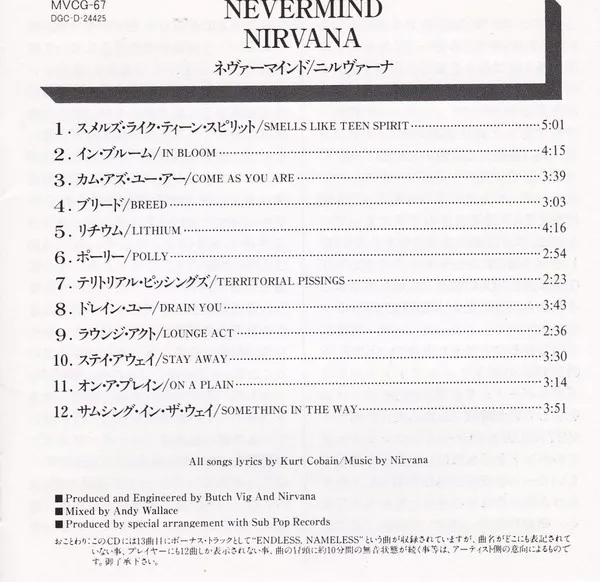 MVCG-67
DGC-D-24425
NEVERMIND
NIRVANA
ネヴァーマインド/ニルヴァーナ
1. スメルズ・ライク・ティーン・スピリット/SMELLS LIKE TEEN SPIRIT 5:01
2. イン・ブルーム/IN BLOOM 4:15
3. カム・アズ・ユー・アー/COME AS YOU ARE 3:39
4. ブリード/BREED 3:03
5. リチウム/LITHIUM 4:16
6. ポーリー/POLLY 2:54
7. テリトリアル・ピッシングズ/TERRITORIAL PISSINGS 2:23
8. ドレイン・ユー/DRAIN YOU 3:43
9. ラウンジ・アクト/LOUNGE ACT 2:36
10. ステイ・アウェイ/STAY AWAY 3:30
11. オン・ア・プレイン/ON A PLAIN 3:14
12. サムシング・イン・ザ・ウェイ/SOMETHING IN THE WAY 3:51
All songs lyrics by Kurt Cobain/Music by Nirvana
■Produced and Engineered by Butch Vig And Nirvana
■Mixed by Andy Wallace
■Produced by special arrangement with Sub Pop Records
おことわり:このCDには13曲目にボーナス・トラックとして"ENDLESS, NAMELESS"という曲が収録されていますが、曲名がどこにも表記されて
いない事、プレイヤーにも12曲しか表示されない事、曲の冒頭に約10分間の無音状態が続く事等は、アーティスト側の意向によるもので
す。御了承下さい。